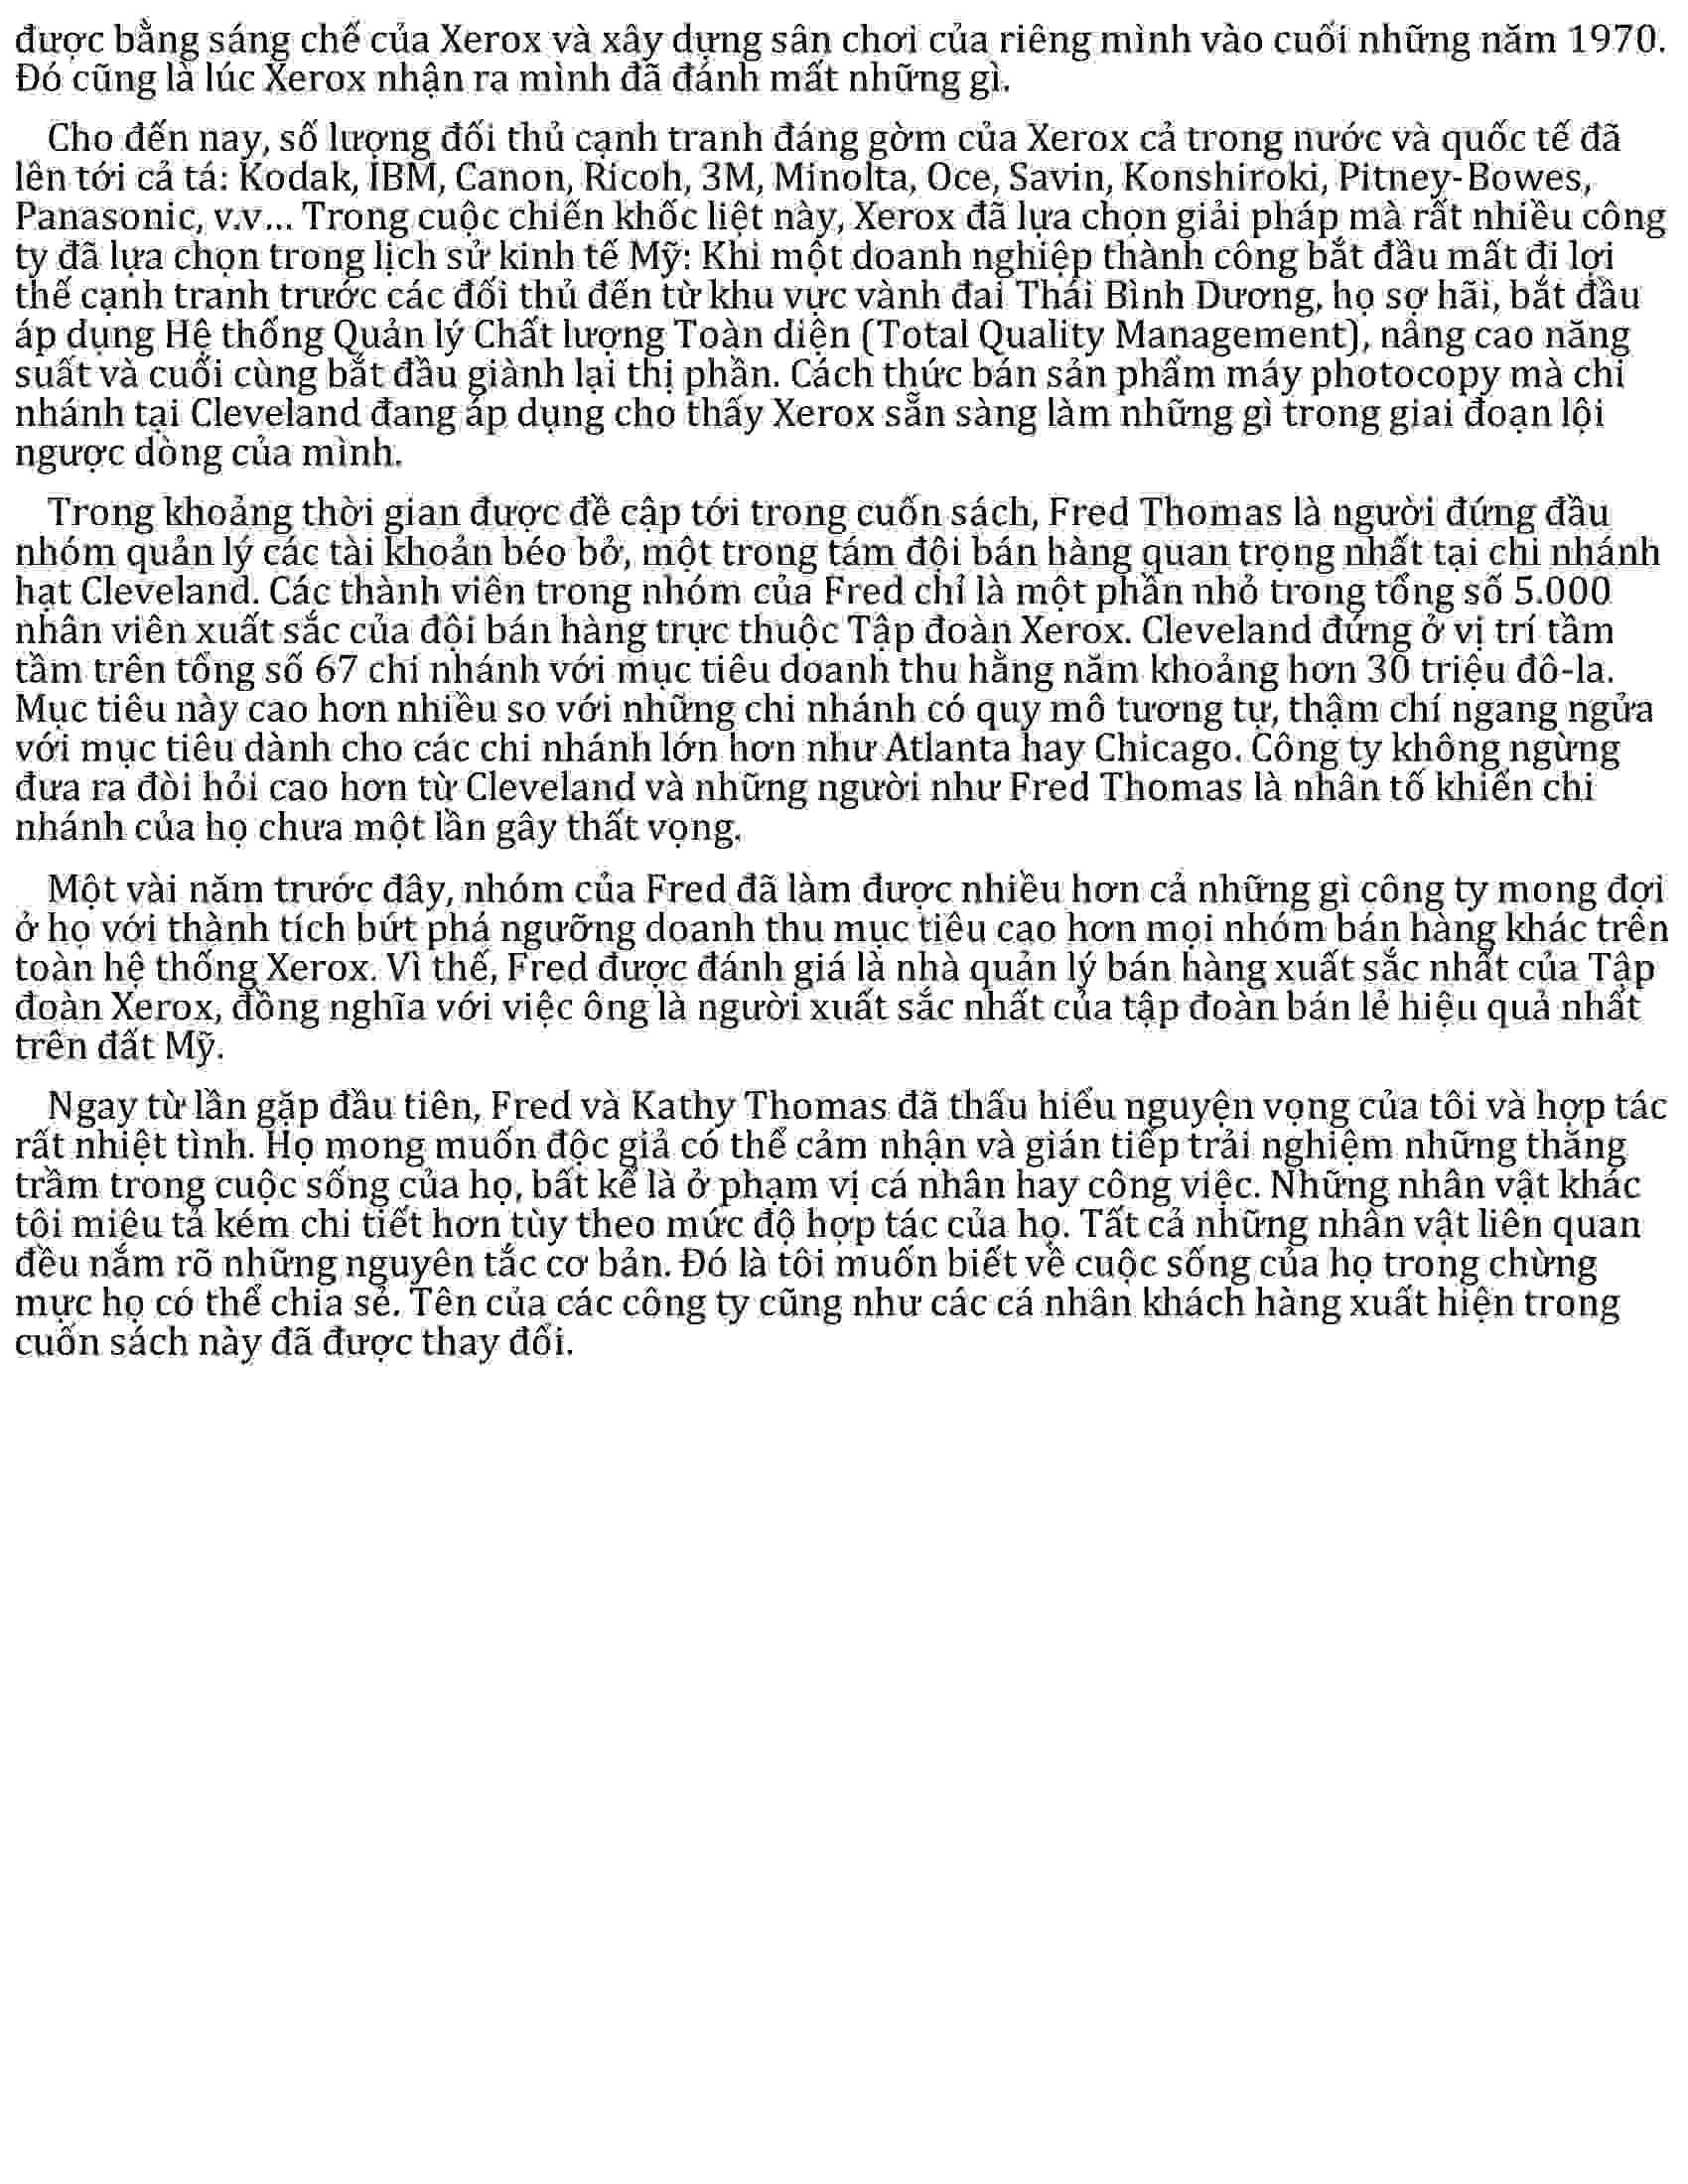 được bằng sáng chế của Xerox và xây dựng sân chơi của riêng mình vào cuối những năm 1970.
Đó cũng là lúc Xerox nhận ra mình đã đánh mất những gì.
Cho đến nay, số lượng đối thủ cạnh tranh đáng gờm của Xerox cả trong nước và quốc tế đã
lên tới cả tá: Kodak, IBM, Canon, Ricoh, 3M, Minolta, Oce, Savin, Konshiroki, Pitney-Bowes,
Panasonic, v.v... Trong cuộc chiến khốc liệt này, Xerox đã lựa chọn giải pháp mà rất nhiều công
ty đã lựa chọn trong lịch sử kinh tế Mỹ: Khi một doanh nghiệp thành công bắt đầu mất đi lợi
thế cạnh tranh trước các đối thủ đến từ khu vực vành đai Thái Bình Dương, họ sợ hãi, bắt đầu
áp dụng Hệ thống Quản lý Chất lượng Toàn diện (Total Quality Management), nâng cao năng
suất và cuối cùng bắt đầu giành lại thị phần. Cách thức bán sản phẩm máy photocopy mà chi
nhánh tại Cleveland đang áp dụng cho thấy Xerox sẵn sàng làm những gì trong giai đoạn lội
ngược dòng của mình.
Trong khoảng thời gian được đề cập tới trong cuốn sách, Fred Thomas là người đứng đầu
nhóm quản lý các tài khoản béo bở, một trong tám đội bán hàng quan trọng nhất tại chi nhánh
hạt Cleveland. Các thành viên trong nhóm của Fred chỉ là một phần nhỏ trong tổng số 5.000
nhân viên xuất sắc của đội bán hàng trực thuộc Tập đoàn Xerox. Cleveland đứng ở vị trí tầm
tầm trên tổng số 67 chi nhánh với mục tiêu doanh thu hằng năm khoảng hơn 30 triệu đô-la.
Mục tiêu này cao hơn nhiều so với những chi nhánh có quy mô tương tự, thậm chí ngang ngửa
với mục tiêu dành cho các chi nhánh lớn hơn như Atlanta hay Chicago. Công ty không ngừng
đưa ra đòi hỏi cao hơn từ Cleveland và những người như Fred Thomas là nhân tố khiến chi
nhánh của họ chưa một lần gây thất vọng.
Một vài năm trước đây, nhóm của Fred đã làm được nhiều hơn cả những gì công ty mong đợi
ở họ với thành tích bứt phá ngưỡng doanh thu mục tiêu cao hơn mọi nhóm bán hàng khác trên
toàn hệ thống Xerox. Vì thế, Fred được đánh giá là nhà quản lý bán hàng xuất sắc nhất của Tập
đoàn Xerox, đồng nghĩa với việc ông là người xuất sắc nhất của tập đoàn bán lẻ hiệu quả nhất
trên đất Mỹ.
Ngay từ lần gặp đầu tiên, Fred và Kathy Thomas đã thấu hiểu nguyện vọng của tôi và hợp tác
rất nhiệt tình. Họ mong muốn độc giả có thể cảm nhận và gián tiếp trải nghiệm những thăng
trầm trong cuộc sống của họ, bất kể là ở phạm vị cá nhân hay công việc. Những nhân vật khác
tôi miêu tả kém chi tiết hơn tùy theo mức độ hợp tác của họ. Tất cả những nhân vật liên quan
đều nắm rõ những nguyên tắc cơ bản. Đó là tôi muốn biết về cuộc sống của họ trong chừng
mực họ có thể chia sẻ. Tên của các công ty cũng như các cá nhân khách hàng xuất hiện trong
cuốn sách này đã được thay đổi.